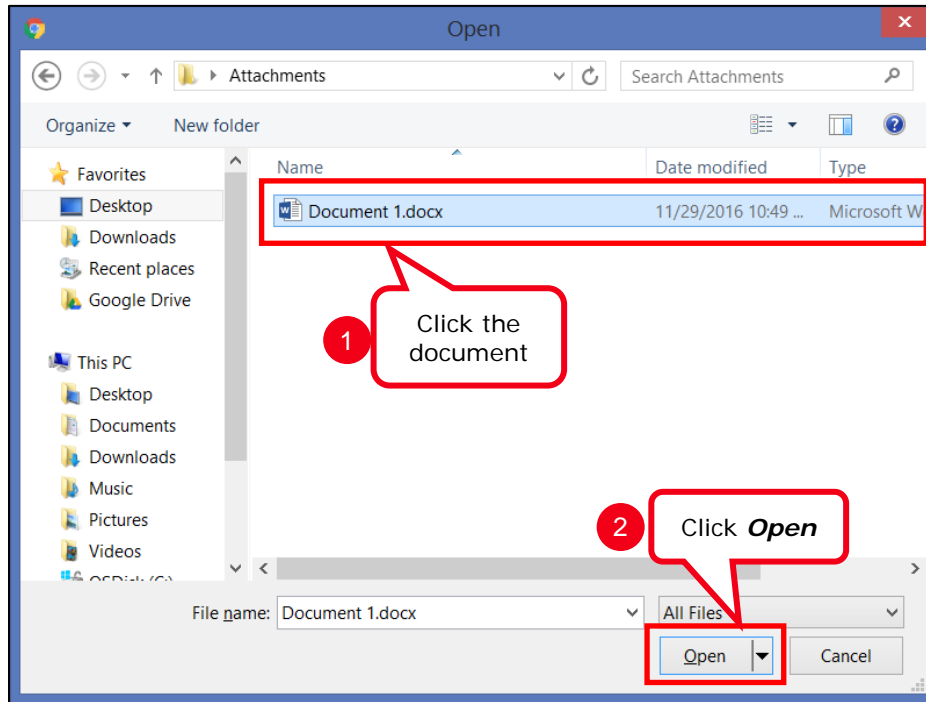 Open
Attachments
Search Attachments
Organize
New folder
Name
Date modified
Type
Favorites
Desktop
Downloads
Recent places
Google Drive
This PC
Desktop
Documents
Downloads
Music
Pictures
Videos
OSDisk (C:)
Document 1.docx
11/29/2016 10:49 ...
Microsoft W
1
Click the
document
2
Click Open
File name:
Document 1.docx
All Files
Open
Cancel